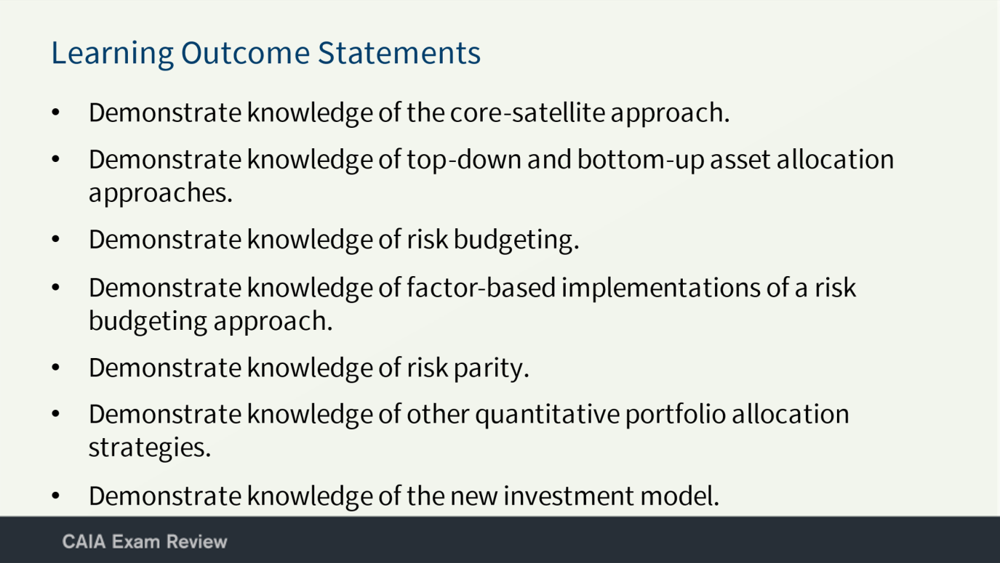 Learning Outcome Statements
• Demonstrate knowledge of the core-satellite approach.
• Demonstrate knowledge of top-down and bottom-up asset allocation
approaches.
• Demonstrate knowledge of risk budgeting.
• Demonstrate knowledge of factor-based implementations of a risk
budgeting approach.
• Demonstrate knowledge of risk parity.
• Demonstrate knowledge of other quantitative portfolio allocation
strategies.
• Demonstrate knowledge of the new investment model.
CAIA Exam Review